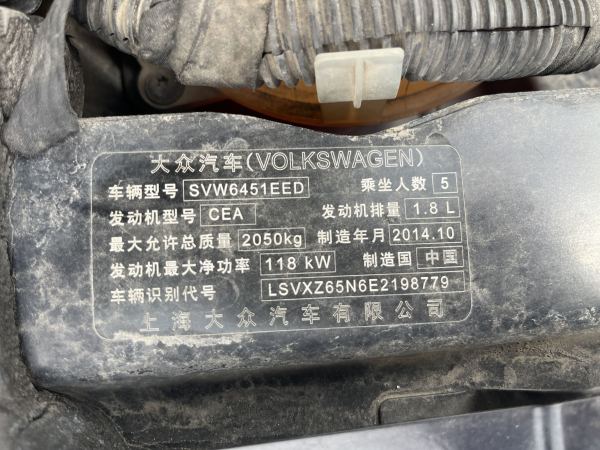 大众汽车(VOLKSWAGEN)
车辆型号 SVW6451EED 乘坐人数 5
发动机型号 CEA 发动机排量 1.8 L
最大允许总质量 2050kg 制造年月 2014.10
发动机最大净功率 118 kW 制造国 中国
车辆识别代号 LSVXZ65N6E2198779
上海大众汽车有限公司